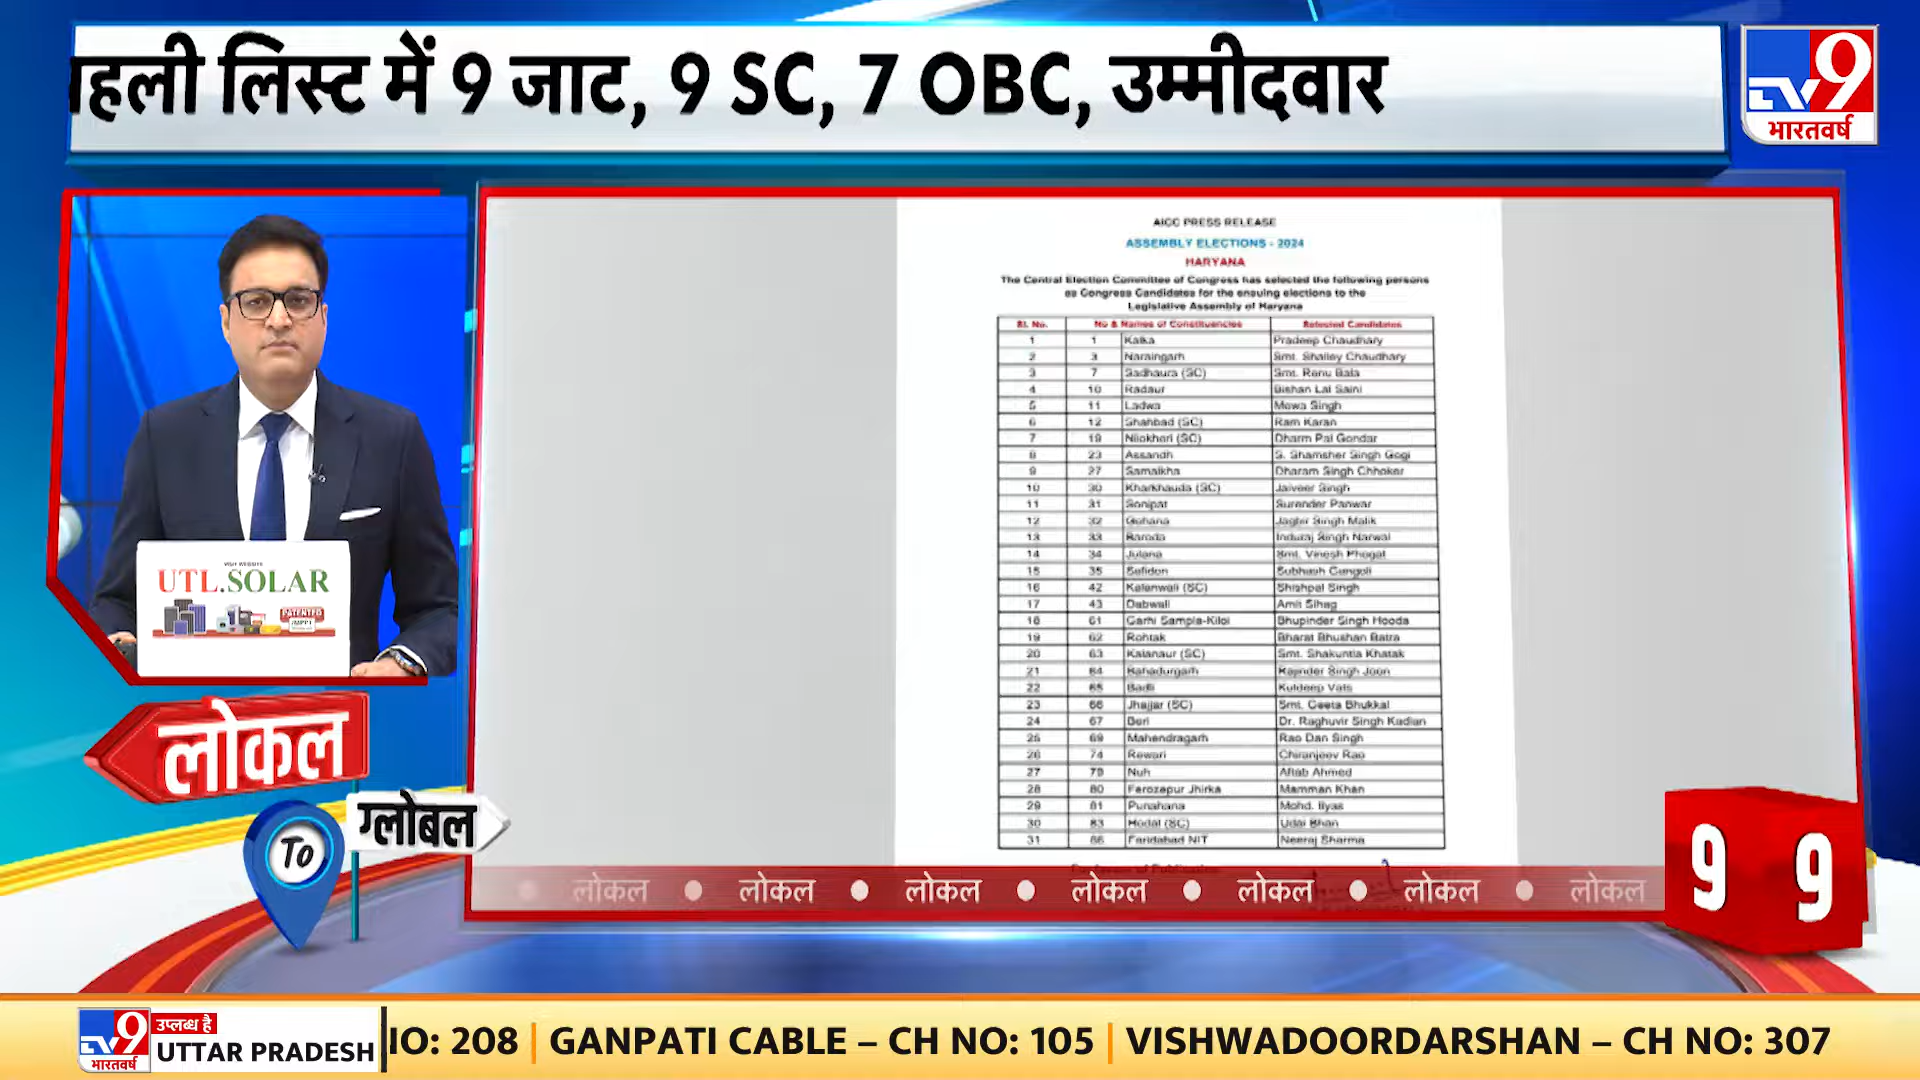 हली लिस्ट में 9 जाट, 9 SC, 7 OBC, उम्मीदवार
TV9
भारतवर्ष
AICC PRESS RELEASE
ASSEMBLY ELECTIONS - 2024
HARYANA
The Central Election Committee of Congress has selected the following persons
as Congress Candidates for the ensuing elections to the
Legislative Assembly of Haryana
Sl. No. No & Names of Constituencies Selected Candidates
1 1 Kalka Pradeep Chaudhary
2 3 Naraingarh Smt. Shalley Chaudhary
3 7 Sadhaura (SC) Smt. Renu Bala
4 10 Radaur Bishan Lal Saini
5 11 Ladwa Mewa Singh
6 12 Shahbad (SC) Ram Karan
7 19 Nilokheri (SC) Dharm Pal Gondar
8 23 Assandh S. Shamsher Singh Gogi
9 27 Samalkha Dharam Singh Chhoker
10 30 Kharkhauda (SC) Jaiveer Singh
11 31 Sonipat Surender Panwar
12 32 Gohana Jagbir Singh Malik
13 33 Baroda Induraj Singh Narwal
14 34 Julana Smt. Vinesh Phogat
15 35 Safidon Subhash Gangoli
16 42 Kalanwali (SC) Shishpal Singh
17 43 Dabwali Amit Sihag
18 61 Garhi Sampla-Kiloi Bhupinder Singh Hooda
19 62 Rohtak Bharat Bhushan Batra
20 63 Kalanaur (SC) Smt. Shakuntla Khatak
21 64 Bahadurgarh Rajinder Singh Joon
22 65 Badli Kuldeep Vats
23 66 Jhajjar (SC) Smt. Geeta Bhukkal
24 67 Beri Dr. Raghuvir Singh Kadian
25 69 Mahendragarh Rao Dan Singh
26 74 Rewari Chiranjeev Rao
27 79 Nuh Aftab Ahmed
28 80 Ferozepur Jhirka Mamman Khan
29 81 Punahana Mohd. Ilyas
30 83 Hodal (SC) Udai Bhan
31 86 Faridabad NIT Neeraj Sharma
VISIT WEBSITE
UTL.SOLAR
PATENTED
लोकल
To
ग्लोबल
लोकल लोकल लोकल लोकल लोकल लोकल लोकल
9 9
TV9
भारतवर्ष
उपलब्ध है
UTTAR PRADESH
IO: 208 | GANPATI CABLE – CH NO: 105 | VISHWADOORDARSHAN – CH NO: 307